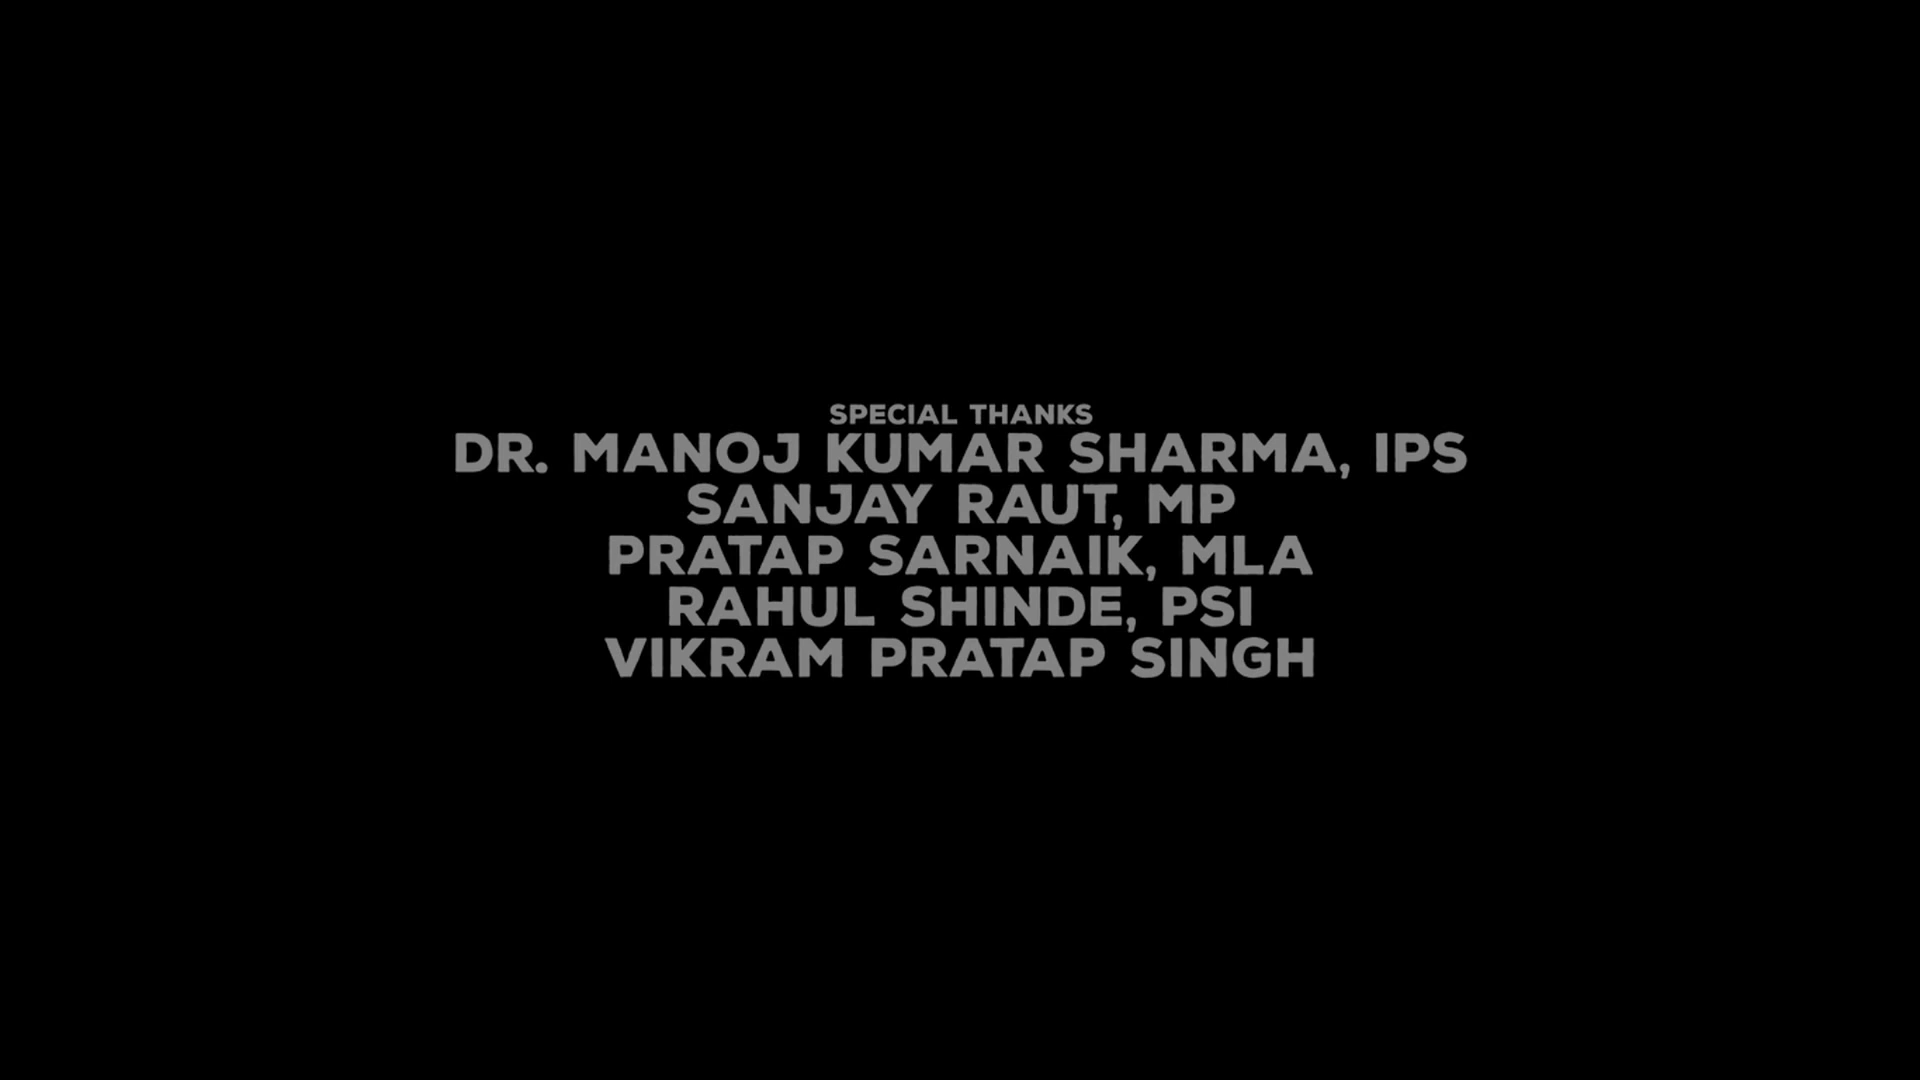 SPECIAL THANKS
DR. MANOJ KUMAR SHARMA, IPS
SANJAY RAUT, MP
PRATAP SARNAIK, MLA
RAHUL SHINDE, PSI
VIKRAM PRATAP SINGH